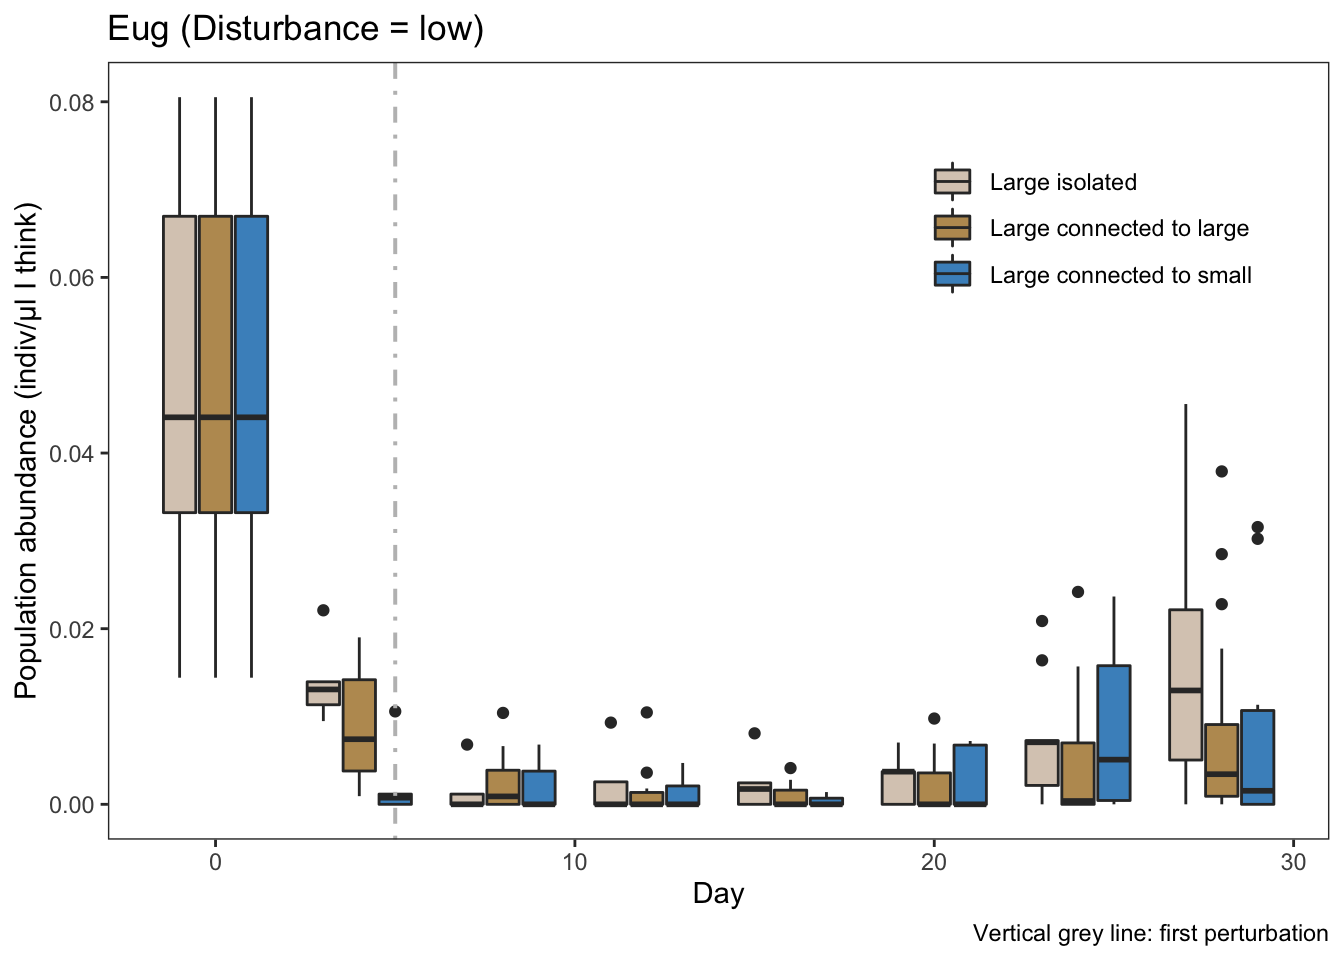 Eug (Disturbance = low)
Population abundance (indiv/µl I think)
0.08
0.06
0.04
0.02
0.00
Large isolated
Large connected to large
Large connected to small
0
10
20
30
Day
Vertical grey line: first perturbation